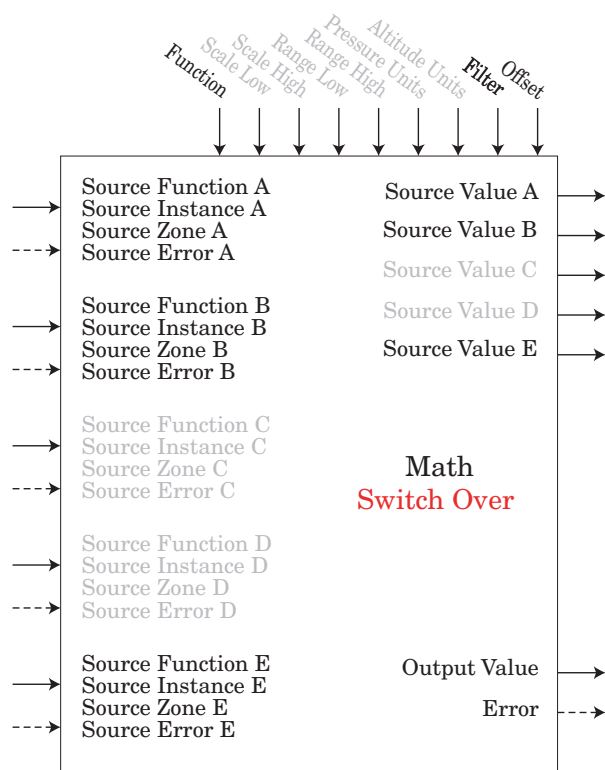 Function
Scale Low
Scale High
Range Low
Range High
Pressure Units
Altitude Units
Filter
Offset
Source Function A
Source Instance A
Source Zone A
Source Error A
Source Function B
Source Instance B
Source Zone B
Source Error B
Source Function C
Source Instance C
Source Zone C
Source Error C
Source Function D
Source Instance D
Source Zone D
Source Error D
Source Function E
Source Instance E
Source Zone E
Source Error E
Source Value A
Source Value B
Source Value C
Source Value D
Source Value E
Math
Switch Over
Output Value
Error